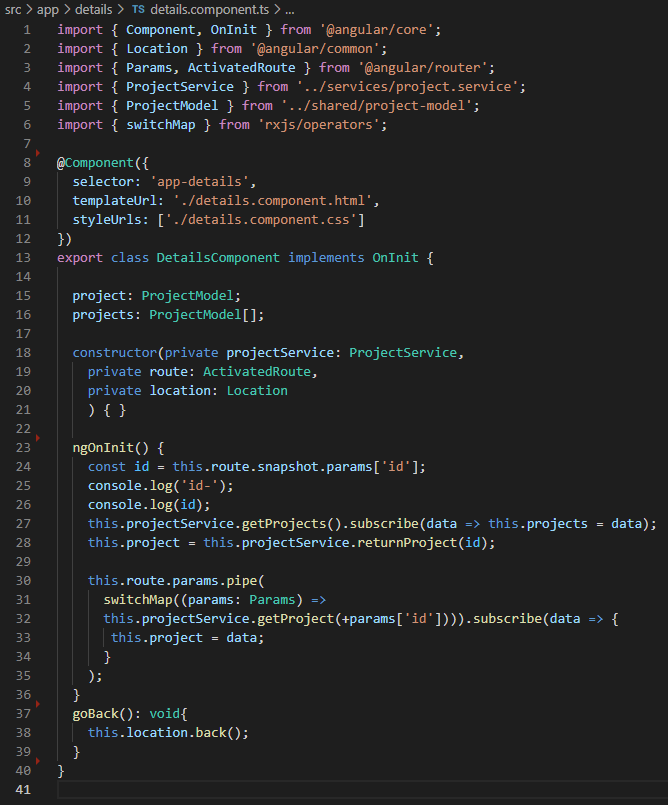 src > app > details > TS details.component.ts > ...
1 import { Component, OnInit } from '@angular/core';
2 import { Location } from '@angular/common';
3 import { Params, ActivatedRoute } from '@angular/router';
4 import { ProjectService } from '../services/project.service';
5 import { ProjectModel } from '../shared/project-model';
6 import { switchMap } from 'rxjs/operators';
7
8 @Component({
9   selector: 'app-details',
10   templateUrl: './details.component.html',
11   styleUrls: ['./details.component.css']
12 })
13 export class DetailsComponent implements OnInit {
14
15   project: ProjectModel;
16   projects: ProjectModel[];
17
18   constructor(private projectService: ProjectService,
19     private route: ActivatedRoute,
20     private location: Location
21     ) { }
22
23   ngOnInit() {
24     const id = this.route.snapshot.params['id'];
25     console.log('id-');
26     console.log(id);
27     this.projectService.getProjects().subscribe(data => this.projects = data);
28     this.project = this.projectService.returnProject(id);
29
30     this.route.params.pipe(
31       switchMap((params: Params) =>
32       this.projectService.getProject(+params['id']))).subscribe(data => {
33        this.project = data;
34       }
35     );
36   }
37   goBack(): void{
38     this.location.back();
39   }
40 }
41